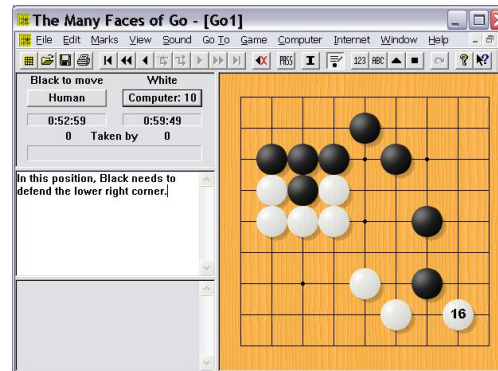 The Many Faces of Go - [Go1]
File Edit Marks View Sound Go To Game Computer Internet Window Help
PASS I 123 ABC ? ?
Black to move White
Human Computer: 10
0:52:59 0:59:49
0 Taken by 0
In this position, Black needs to
defend the lower right corner.
16